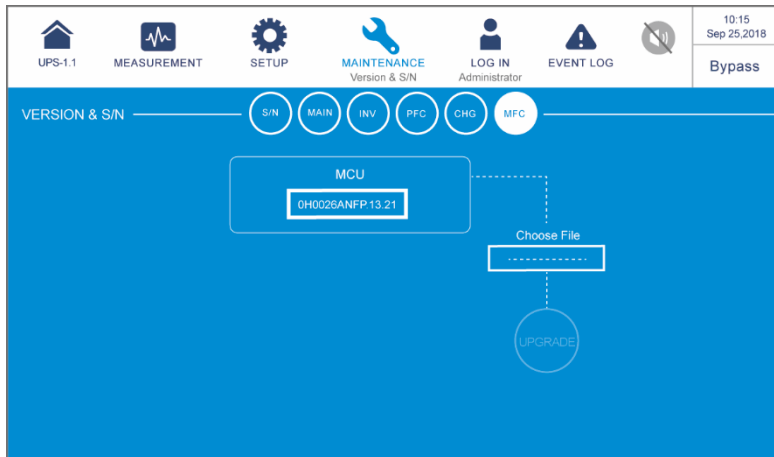 10:15
Sep 25,2018
UPS-1.1 MEASUREMENT SETUP MAINTENANCE LOG IN EVENT LOG
Version & S/N Administrator
Bypass
VERSION & S/N S/N MAIN INV PFC CHG MFC
MCU
0H0026ANFP.13.21
Choose File
UPGRADE